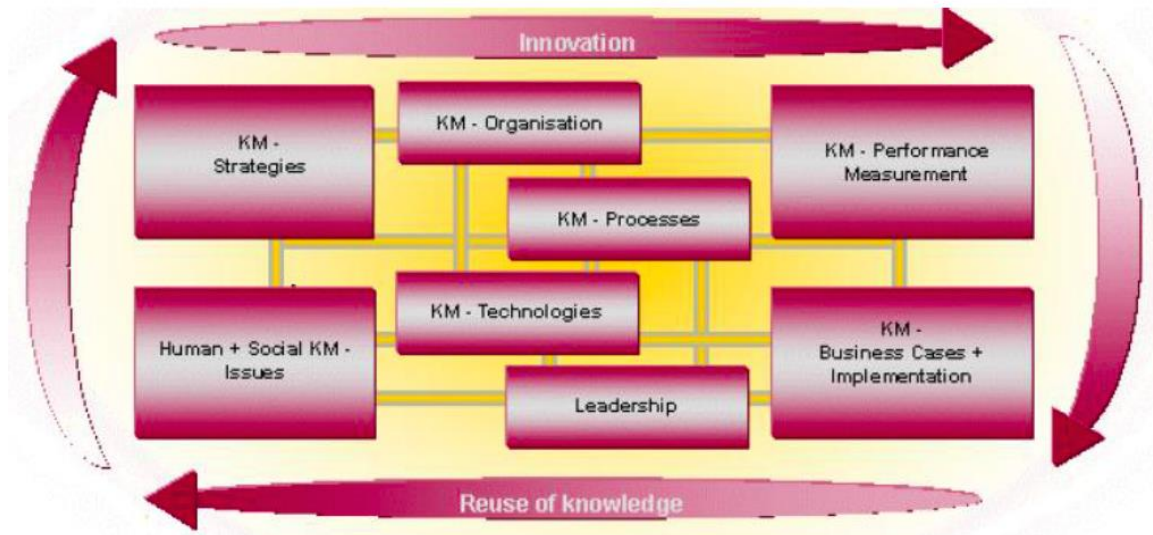 Innovation
KM -
Strategies
KM - Organisation
KM - Performance
Measurement
KM - Processes
Human + Social KM -
Issues
KM - Technologies
KM -
Business Cases +
Implementation
Leadership
Reuse of knowledge